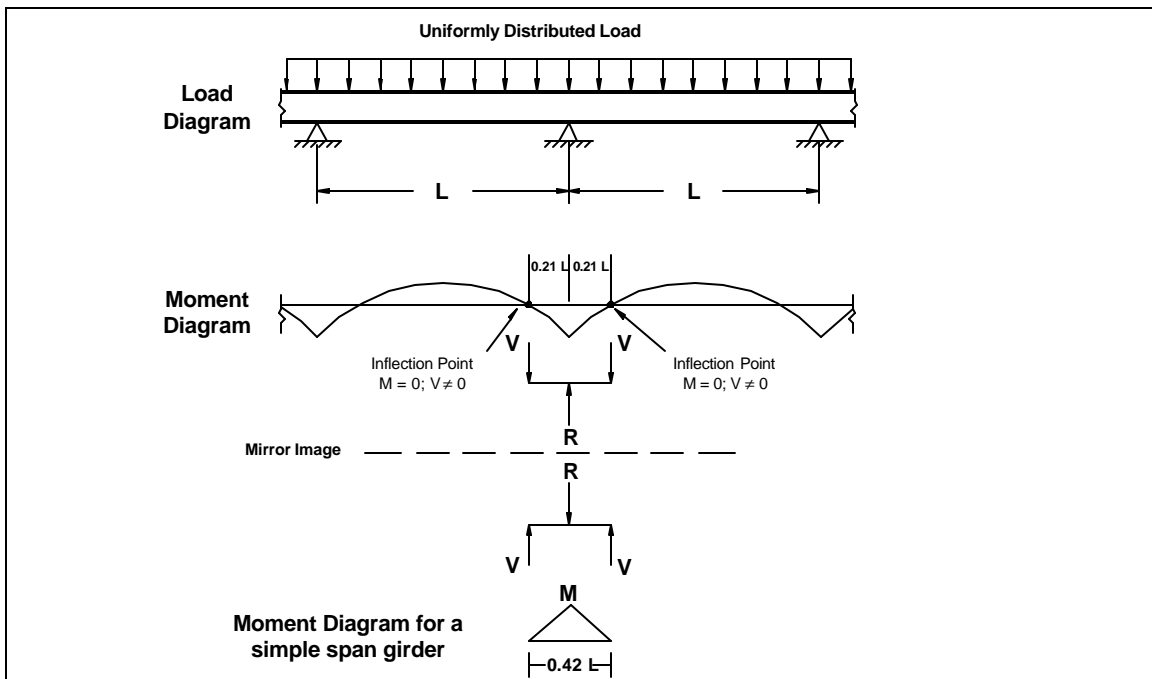 Uniformly Distributed Load
Load
Diagram
L
L
0.21 L
0.21 L
Moment
Diagram
V
V
Inflection Point
M = 0; V ≠ 0
Inflection Point
M = 0; V ≠ 0
R
Mirror Image
R
V
V
M
Moment Diagram for a
simple span girder
0.42 L